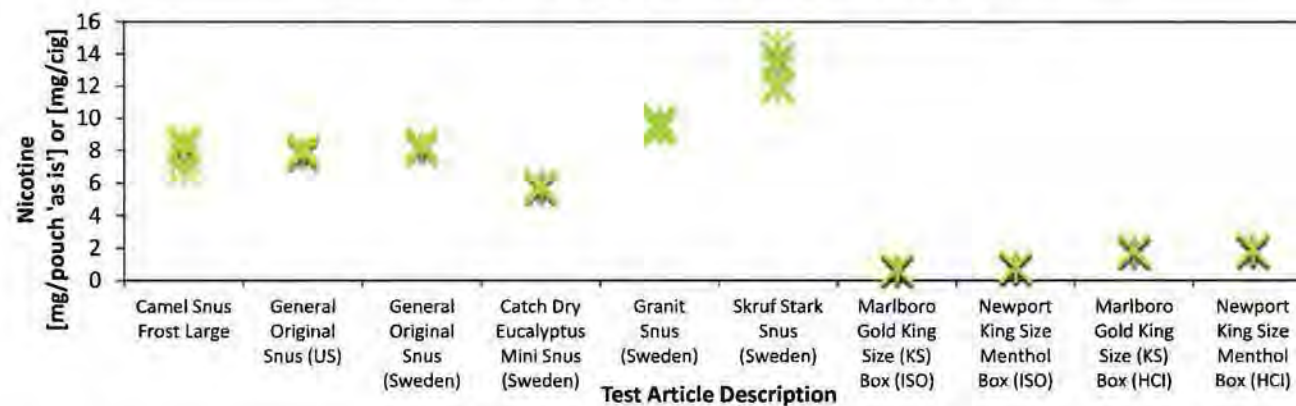 16
14
12
10
8
6
4
2
0
Nicotine
[mg/pouch 'as is'] or [mg/cig]
Camel Snus
Frost Large
General
Original
Snus (US)
General
Original
Snus
(Sweden)
Catch Dry
Eucalyptus
Mini Snus
(Sweden)
Granit
Snus
(Sweden)
Skruf Stark
Snus
(Sweden)
Marlboro
Gold King
Size (KS)
Box (ISO)
Newport
King Size
Menthol
Box (ISO)
Marlboro
Gold King
Size (KS)
Box (HCI)
Newport
King Size
Menthol
Box (HCI)
Test Article Description